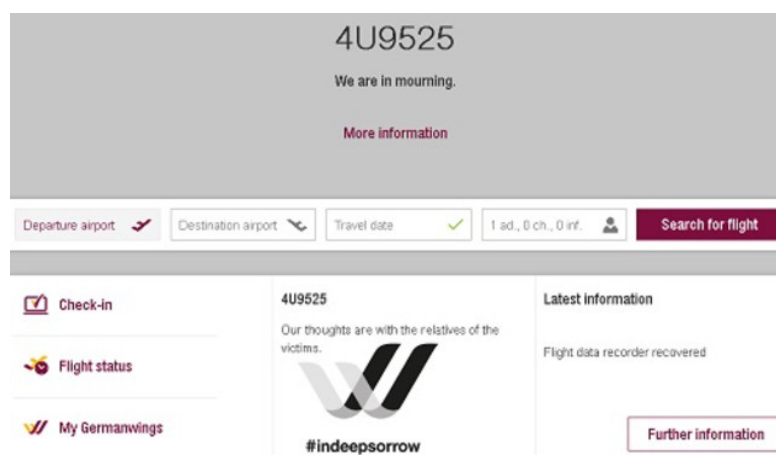 4U9525
We are in mourning.
More information
Departure airport
Destination airport
Travel date
1 ad., 0 ch., 0 inf.
Search for flight
Check-in
Flight status
My Germanwings
4U9525
Our thoughts are with the relatives of the
victims.
#indeepsorrow
Latest information
Flight data recorder recovered
Further information